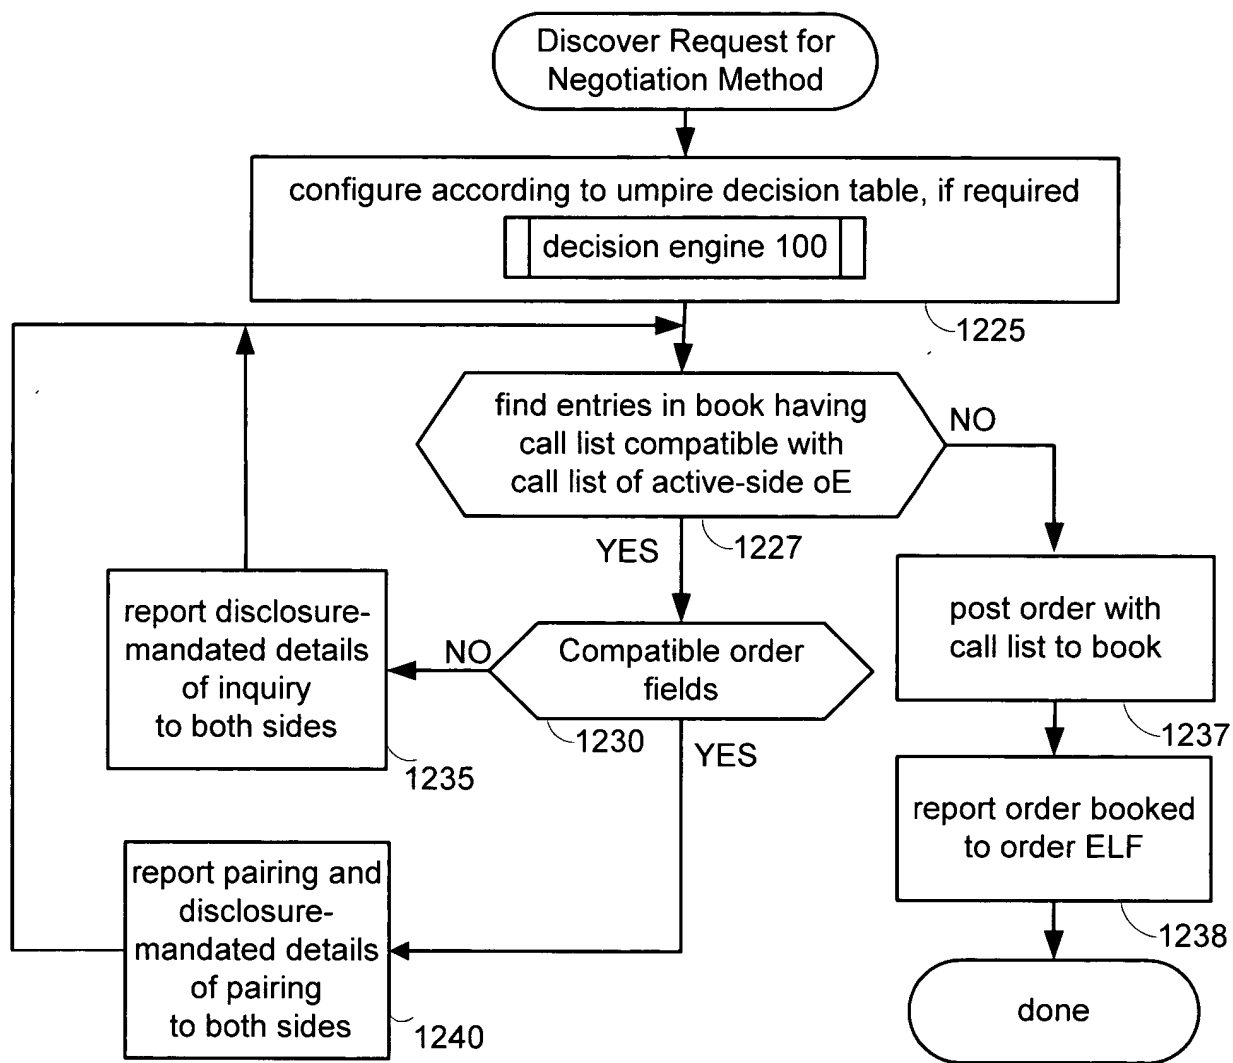 Discover Request for
Negotiation Method
configure according to umpire decision table, if required
decision engine 100
1225
find entries in book having
call list compatible with
call list of active-side oE
NO
YES
1227
report disclosure-
mandated details
of inquiry
to both sides
1235
NO
Compatible order
fields
1230
YES
post order with
call list to book
1237
report order booked
to order ELF
1238
report pairing and
disclosure-
mandated details
of pairing
to both sides
1240
done